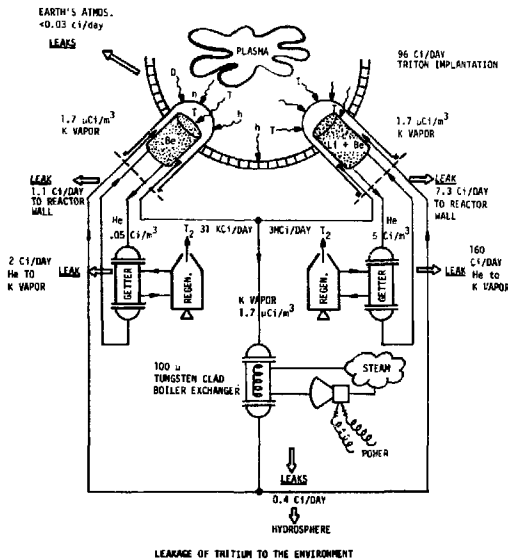 EARTH'S ATMOS.
<0.03 Ci/day
LEAKS
PLASMA
96 Ci/DAY
TRITON IMPLANTATION
D
n
T
T
h
h
T
T
1.7 µCi/m³
K VAPOR
1.7 µCi/m³
K VAPOR
Be
Li + Be
LEAK
1.1 Ci/DAY
TO REACTOR
WALL
LEAK
7.3 Ci/DAY
TO REACTOR
WALL
He
.05 Ci/m³
He
5 Ci/m³
T₂
31 KCi/DAY
3MCi/DAY
T₂
2 Ci/DAY
He TO
K VAPOR
LEAK
GETTER
REGEN.
REGEN.
GETTER
LEAK
160
Ci/DAY
He to
K VAPOR
K VAPOR
1.7 µCi/m³
100 µ
TUNGSTEN CLAD
BOILER EXCHANGER
STEAM
POWER
LEAKS
0.4 Ci/DAY
HYDROSPHERE
LEAKAGE OF TRITIUM TO THE ENVIRONMENT